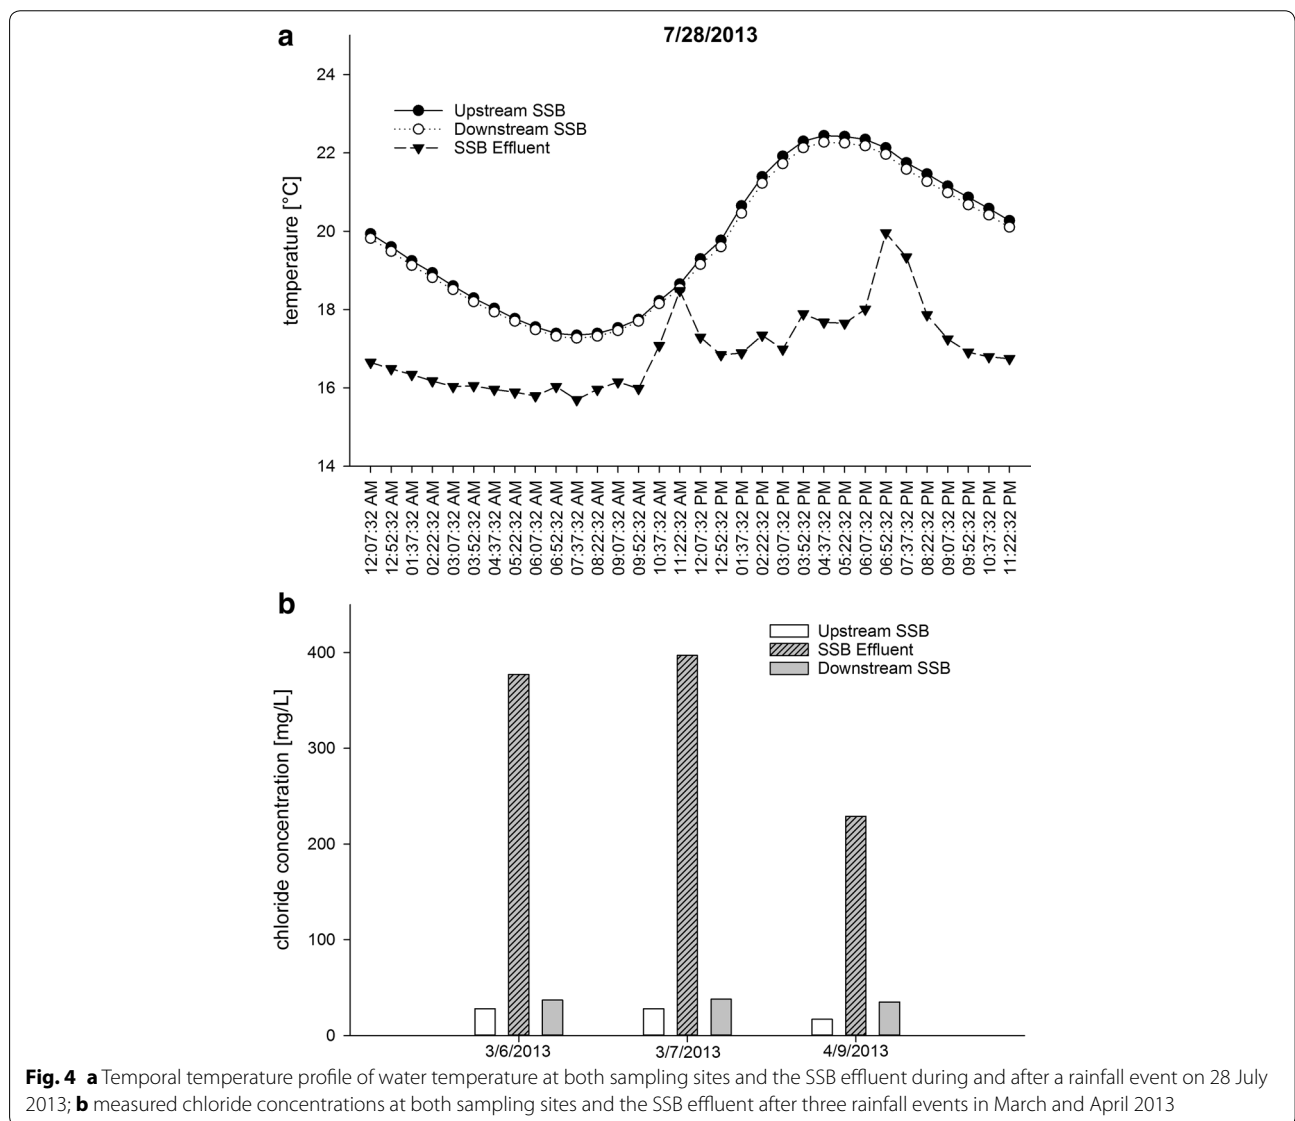 a
7/28/2013
24
22
20
18
16
14
temperature [°C]
Upstream SSB
Downstream SSB
SSB Effluent
12:07:32 AM
12:52:32 AM
01:37:32 AM
02:22:32 AM
03:07:32 AM
03:52:32 AM
04:37:32 AM
05:22:32 AM
06:07:32 AM
06:52:32 AM
07:37:32 AM
08:22:32 AM
09:07:32 AM
09:52:32 AM
10:37:32 AM
11:22:32 AM
12:07:32 PM
12:52:32 PM
01:37:32 PM
02:22:32 PM
03:07:32 PM
03:52:32 PM
04:37:32 PM
05:22:32 PM
06:07:32 PM
06:52:32 PM
07:37:32 PM
08:22:32 PM
09:07:32 PM
09:52:32 PM
10:37:32 PM
11:22:32 PM
b
400
300
200
100
0
chloride concentration [mg/L]
Upstream SSB
SSB Effluent
Downstream SSB
3/6/2013
3/7/2013
4/9/2013
Fig. 4 a Temporal temperature profile of water temperature at both sampling sites and the SSB effluent during and after a rainfall event on 28 July
2013; b measured chloride concentrations at both sampling sites and the SSB effluent after three rainfall events in March and April 2013